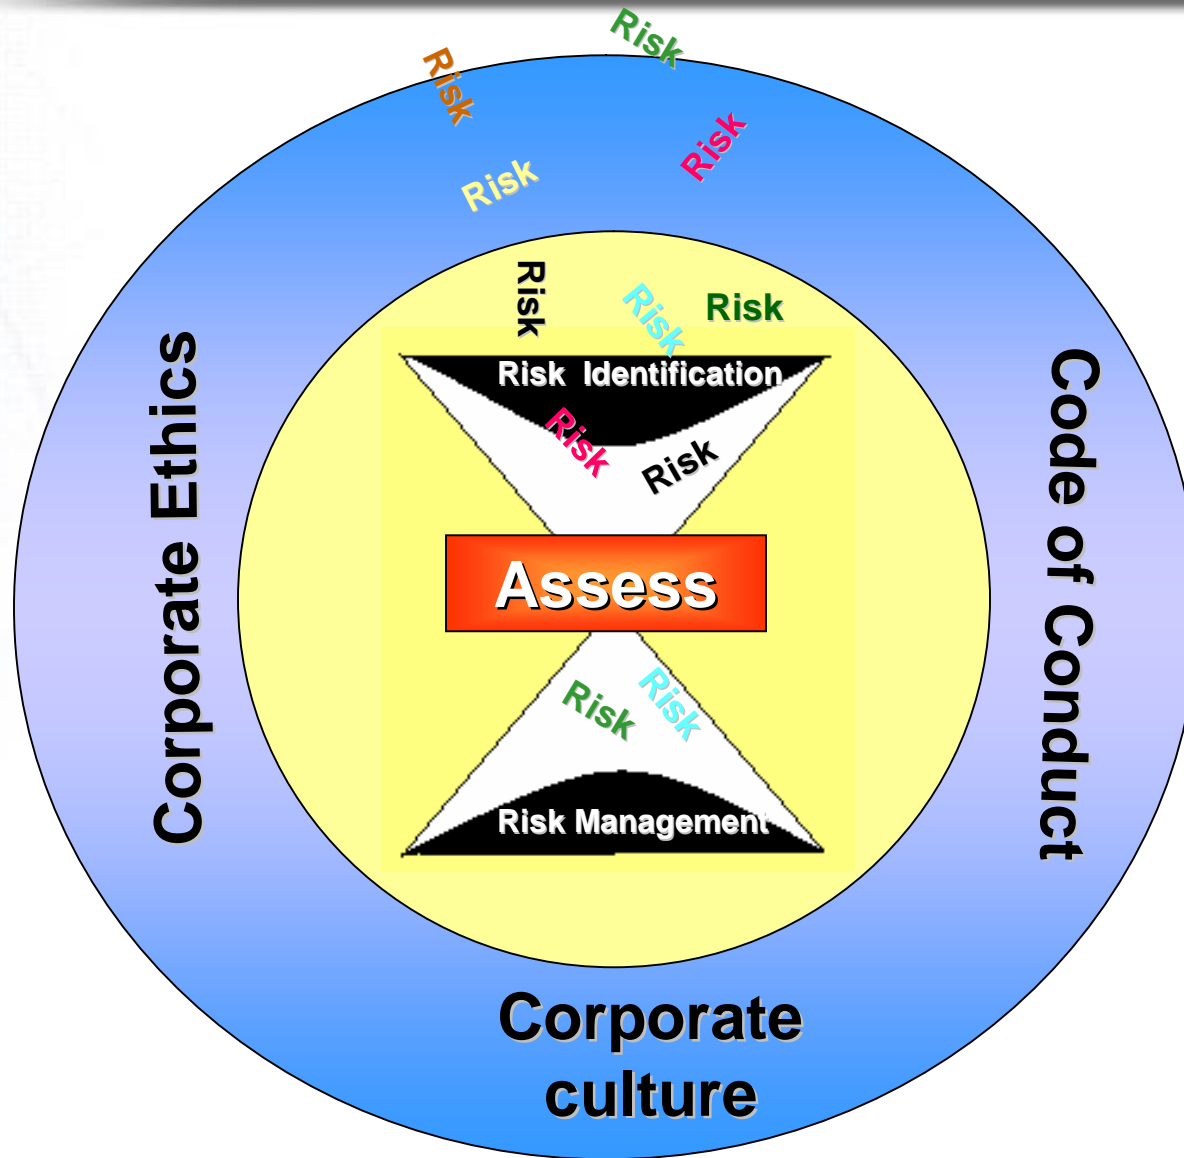 Risk
Risk
Risk
Risk
Risk
Risk
Risk
Risk Identification
Risk
Risk
Corporate Ethics
Code of Conduct
Assess
Risk
Risk
Risk Management
Corporate
culture